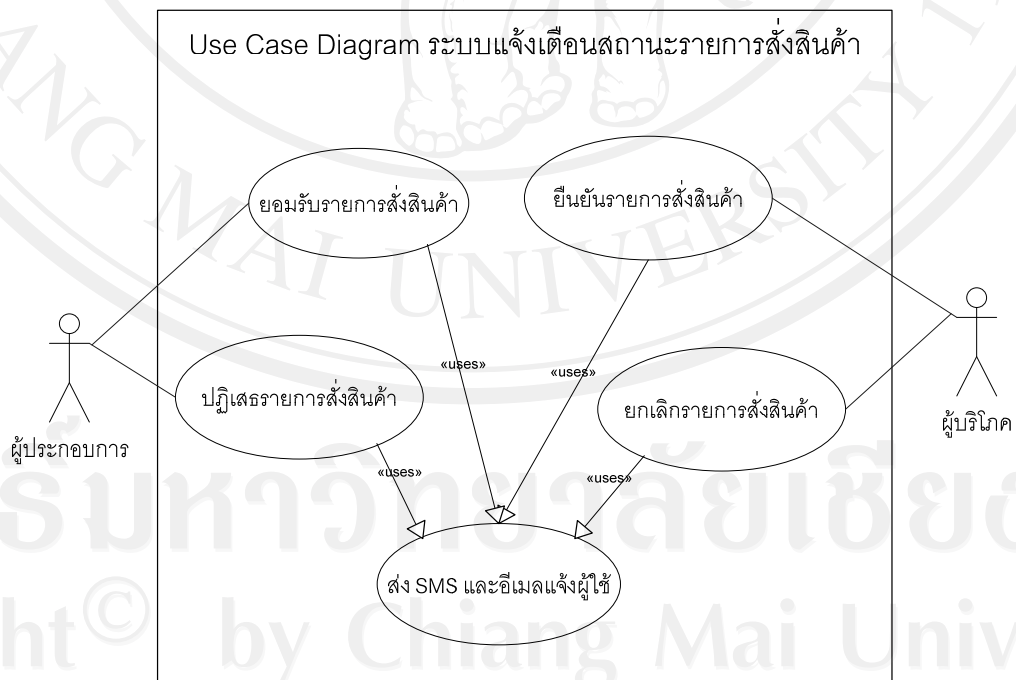 Use Case Diagram ระบบแจ้งเตือนสถานะรายการสั่งสินค้า
ยอมรับรายการสั่งสินค้า
ยืนยันรายการสั่งสินค้า
«uses»
«uses»
ปฏิเสธรายการสั่งสินค้า
ยกเลิกรายการสั่งสินค้า
ผู้ประกอบการ
ผู้บริโภค
«uses»
«uses»
ส่ง SMS และอีเมลแจ้งผู้ใช้
MAI UNIVERSITY
by Chiang Mai